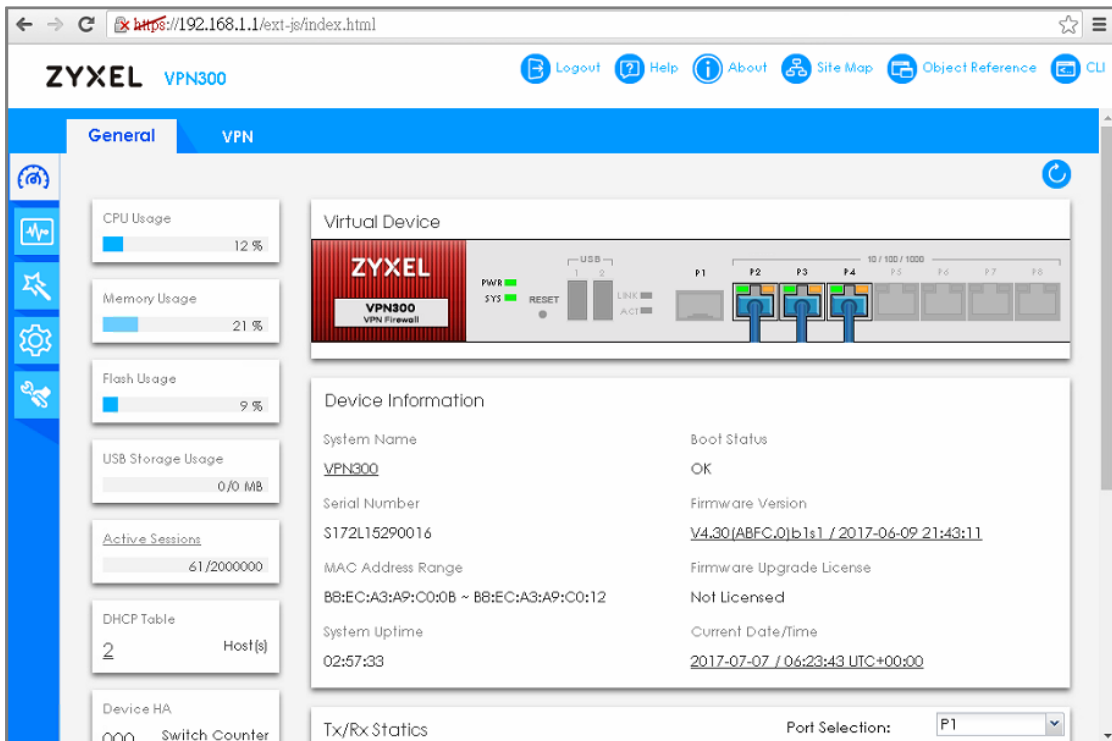 https://192.168.1.1/ext-js/index.html
ZYXEL VPN300
Logout Help About Site Map Object Reference CLI
General VPN
CPU Usage
12 %
Memory Usage
21 %
Flash Usage
9 %
USB Storage Usage
0/0 MB
Active Sessions
61/2000000
DHCP Table
2 Host(s)
Device HA
000 Switch Counter
Virtual Device
ZYXEL
VPN300
VPN Firewall
PWR
SYS
RESET
USB
1 2
LINK
ACT
10 / 100 / 1000
P1 P2 P3 P4 P5 P6 P7 P8
Device Information
System Name
VPN300
Serial Number
S172L15290016
MAC Address Range
B8:EC:A3:A9:C0:0B ~ B8:EC:A3:A9:C0:12
System Uptime
02:57:33
Boot Status
OK
Firmware Version
V4.30(ABFC.0)b1s1 / 2017-06-09 21:43:11
Firmware Upgrade License
Not Licensed
Current Date/Time
2017-07-07 / 06:23:43 UTC+00:00
Tx/Rx Statics
Port Selection: P1